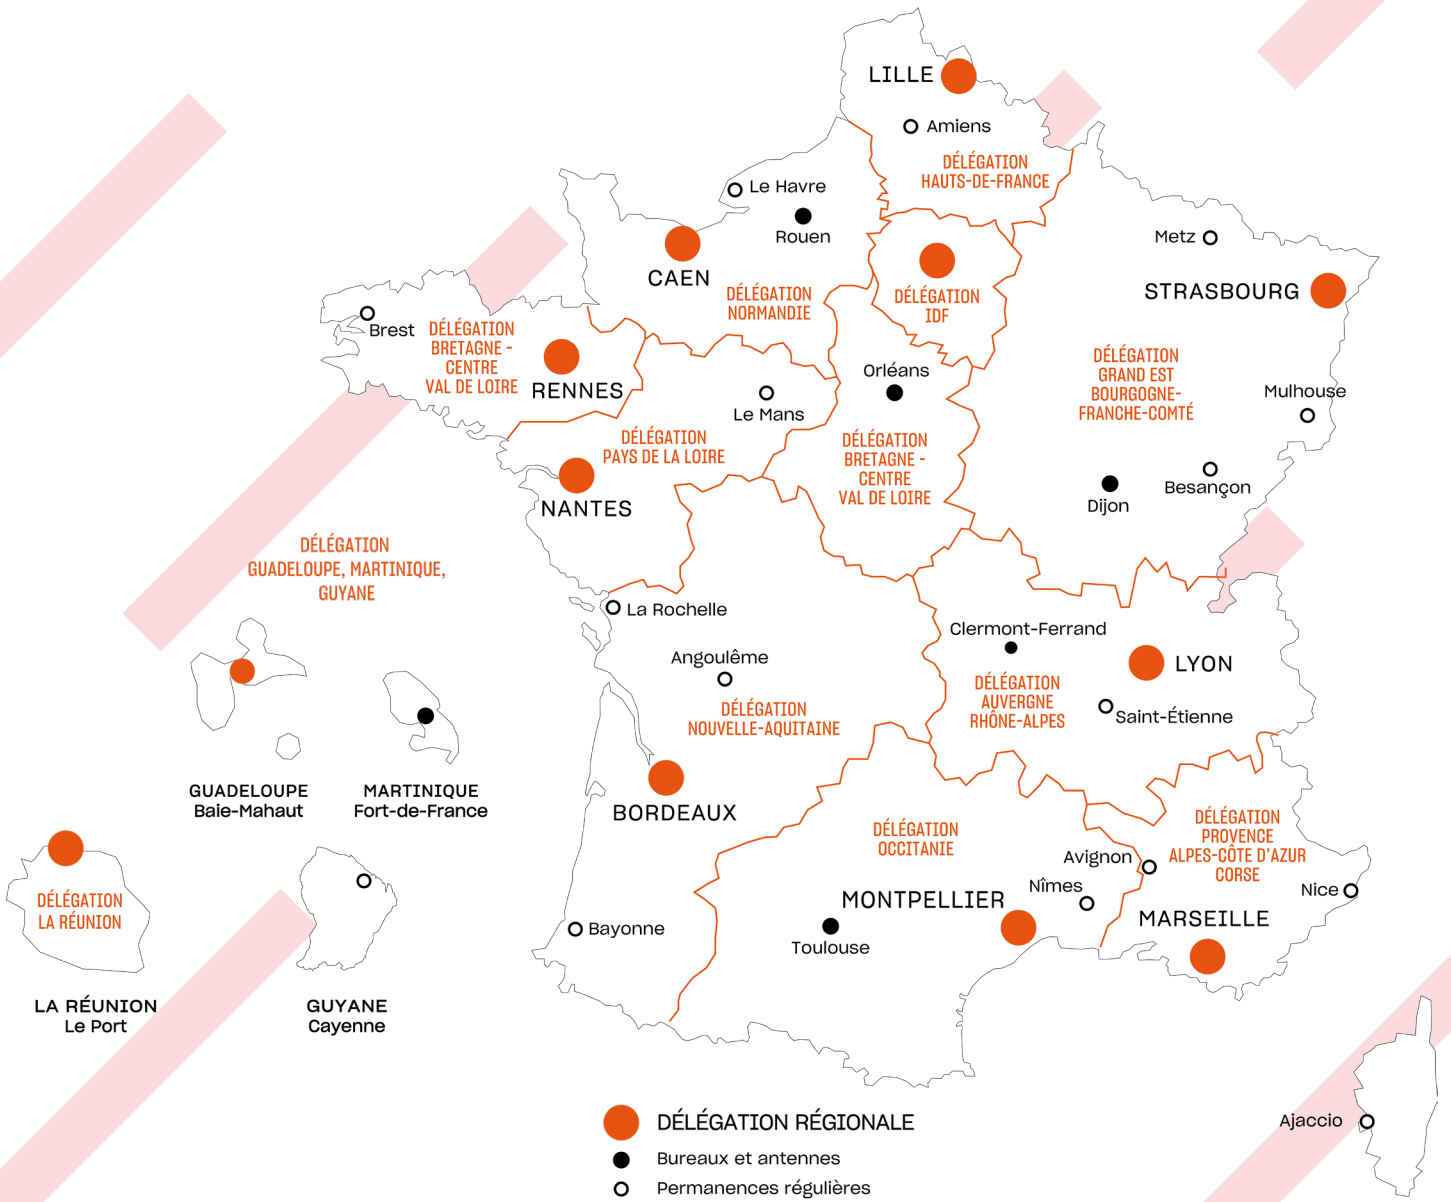 LILLE
Amiens
DÉLÉGATION
HAUTS-DE-FRANCE
Le Havre
Rouen
CAEN
DÉLÉGATION
NORMANDIE
DÉLÉGATION
IDF
Metz
STRASBOURG
Brest
DÉLÉGATION
BRETAGNE -
CENTRE
VAL DE LOIRE
RENNES
Le Mans
Orléans
DÉLÉGATION
GRAND EST
BOURGOGNE-
FRANCHE-COMTÉ
Mulhouse
DÉLÉGATION
PAYS DE LA LOIRE
NANTES
DÉLÉGATION
BRETAGNE -
CENTRE
VAL DE LOIRE
Dijon
Besançon
DÉLÉGATION
GUADELOUPE, MARTINIQUE,
GUYANE
La Rochelle
Angoulême
DÉLÉGATION
NOUVELLE-AQUITAINE
Clermont-Ferrand
LYON
DÉLÉGATION
AUVERGNE
RHÔNE-ALPES
Saint-Étienne
GUADELOUPE
Baie-Mahaut
MARTINIQUE
Fort-de-France
BORDEAUX
DÉLÉGATION
OCCITANIE
DÉLÉGATION
PROVENCE
ALPES-CÔTE D'AZUR
CORSE
Avignon
Nîmes
Nice
MONTPELLIER
MARSEILLE
DÉLÉGATION
LA RÉUNION
Bayonne
Toulouse
LA RÉUNION
Le Port
GUYANE
Cayenne
Ajaccio
DÉLÉGATION RÉGIONALE
Bureaux et antennes
Permanences régulières